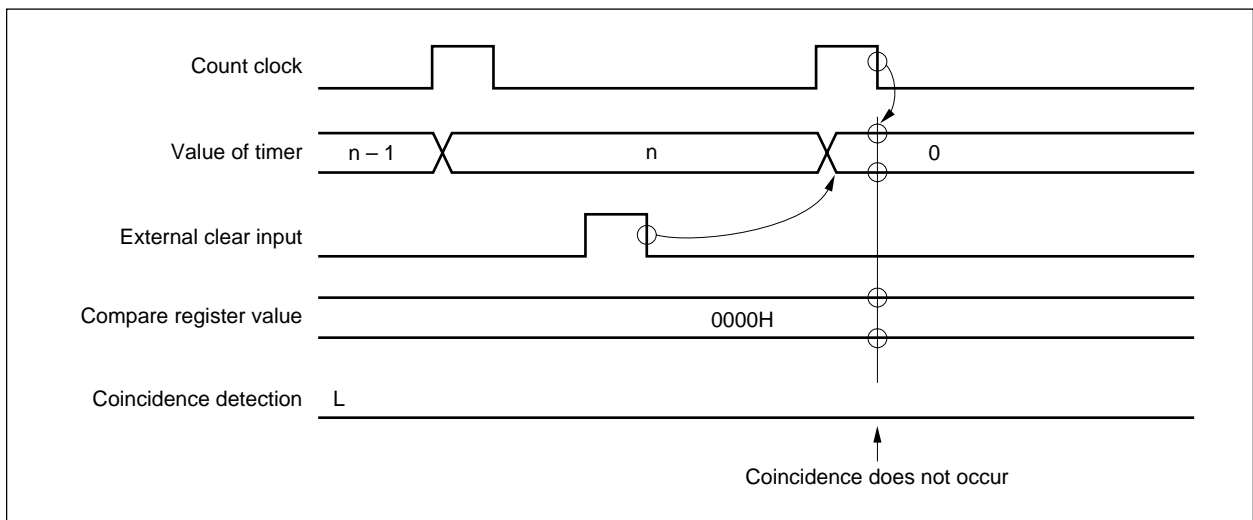 Count clock
Value of timer n – 1 n 0
External clear input
Compare register value 0000H
Coincidence detection L
Coincidence does not occur